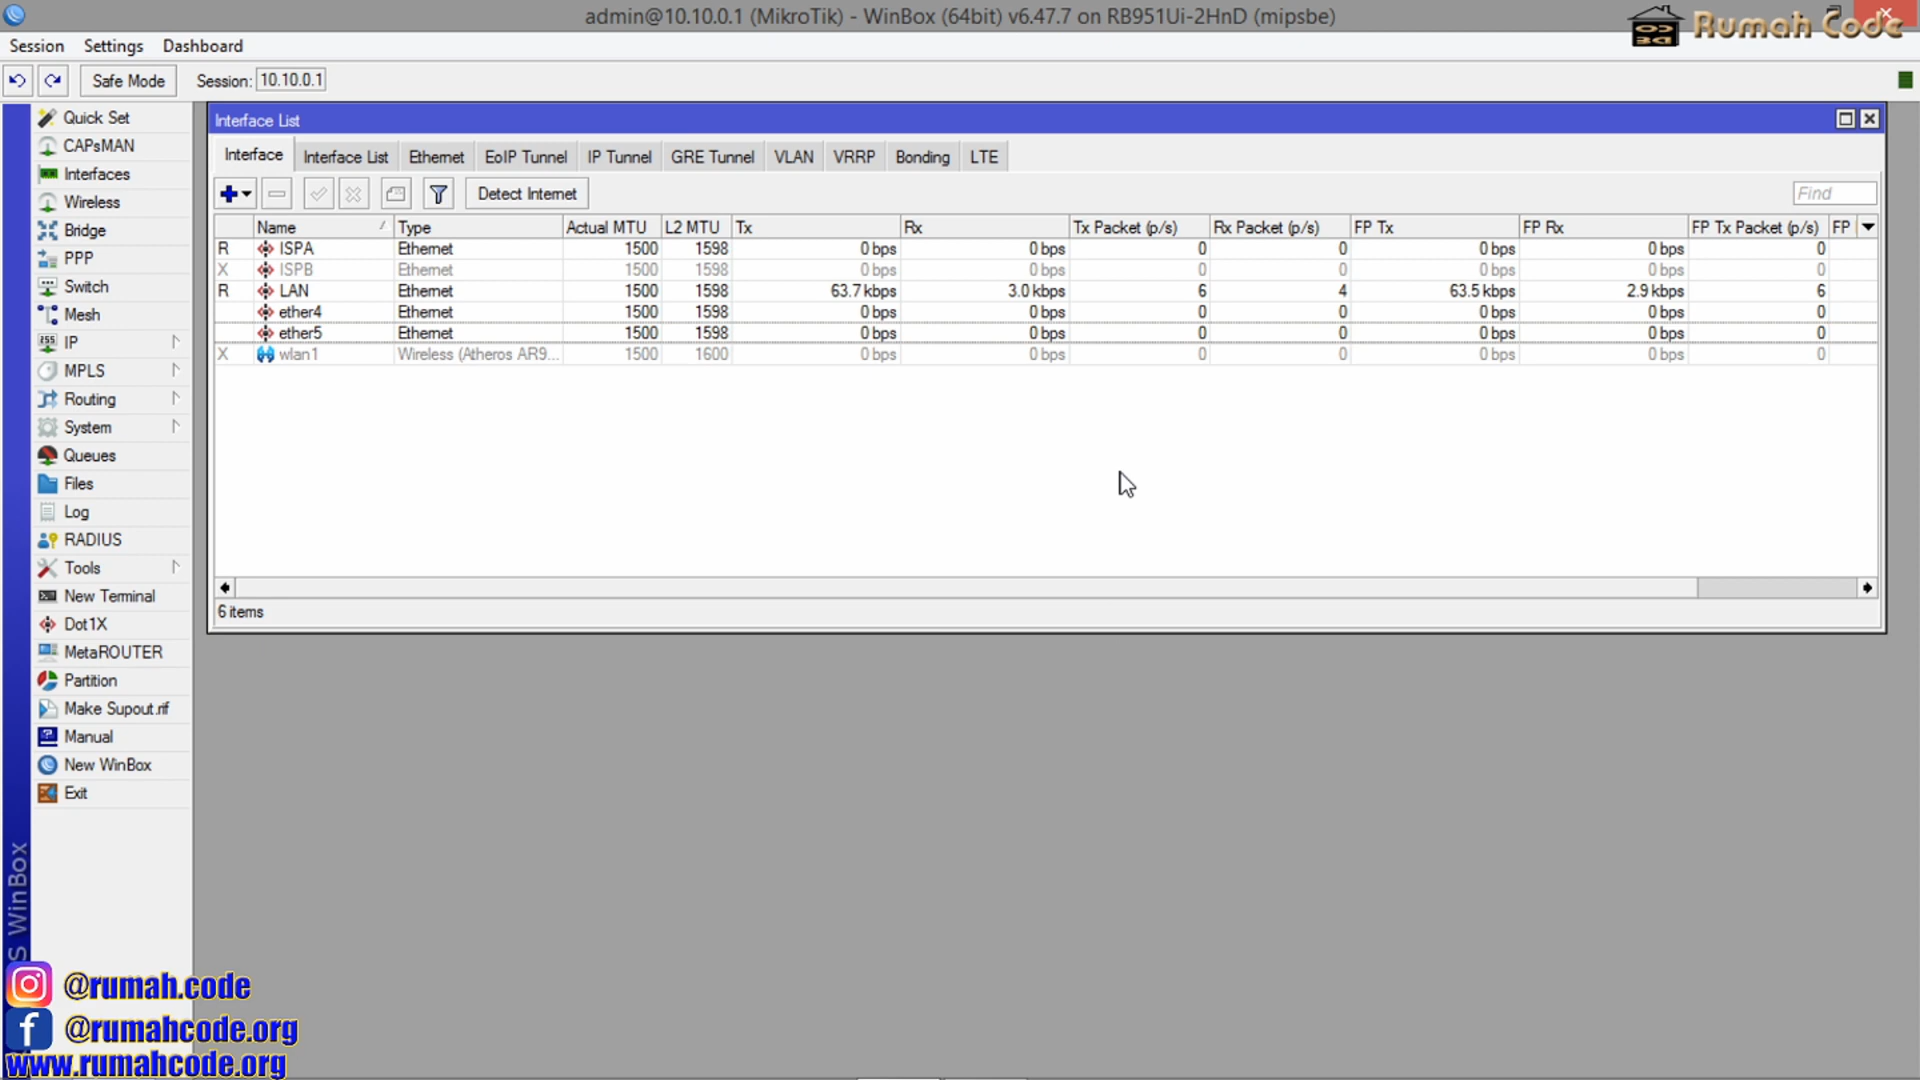 admin@10.10.0.1 (MikroTik) - WinBox (64bit) v6.47.7 on RB951Ui-2HnD (mipsbe)
Rumah Code
Session Settings Dashboard
Safe Mode Session: 10.10.0.1
Quick Set
CAPsMAN
Interfaces
Wireless
Bridge
PPP
Switch
Mesh
IP
MPLS
Routing
System
Queues
Files
Log
RADIUS
Tools
New Terminal
Dot1X
MetaROUTER
Partition
Make Supout.rif
Manual
New WinBox
Exit
S WinBox
Interface List
Interface Interface List Ethernet EoIP Tunnel IP Tunnel GRE Tunnel VLAN VRRP Bonding LTE
Detect Internet Find
Name Type Actual MTU L2 MTU Tx Rx Tx Packet (p/s) Rx Packet (p/s) FP Tx FP Rx FP Tx Packet (p/s) FP
R ISPA Ethernet 1500 1598 0 bps 0 bps 0 0 0 bps 0 bps 0
X ISPB Ethernet 1500 1598 0 bps 0 bps 0 0 0 bps 0 bps 0
R LAN Ethernet 1500 1598 63.7 kbps 3.0 kbps 6 4 63.5 kbps 2.9 kbps 6
ether4 Ethernet 1500 1598 0 bps 0 bps 0 0 0 bps 0 bps 0
ether5 Ethernet 1500 1598 0 bps 0 bps 0 0 0 bps 0 bps 0
X wlan1 Wireless (Atheros AR9... 1500 1600 0 bps 0 bps 0 0 0 bps 0 bps 0
6 items
@rumah.code
@rumahcode.org
www.rumahcode.org